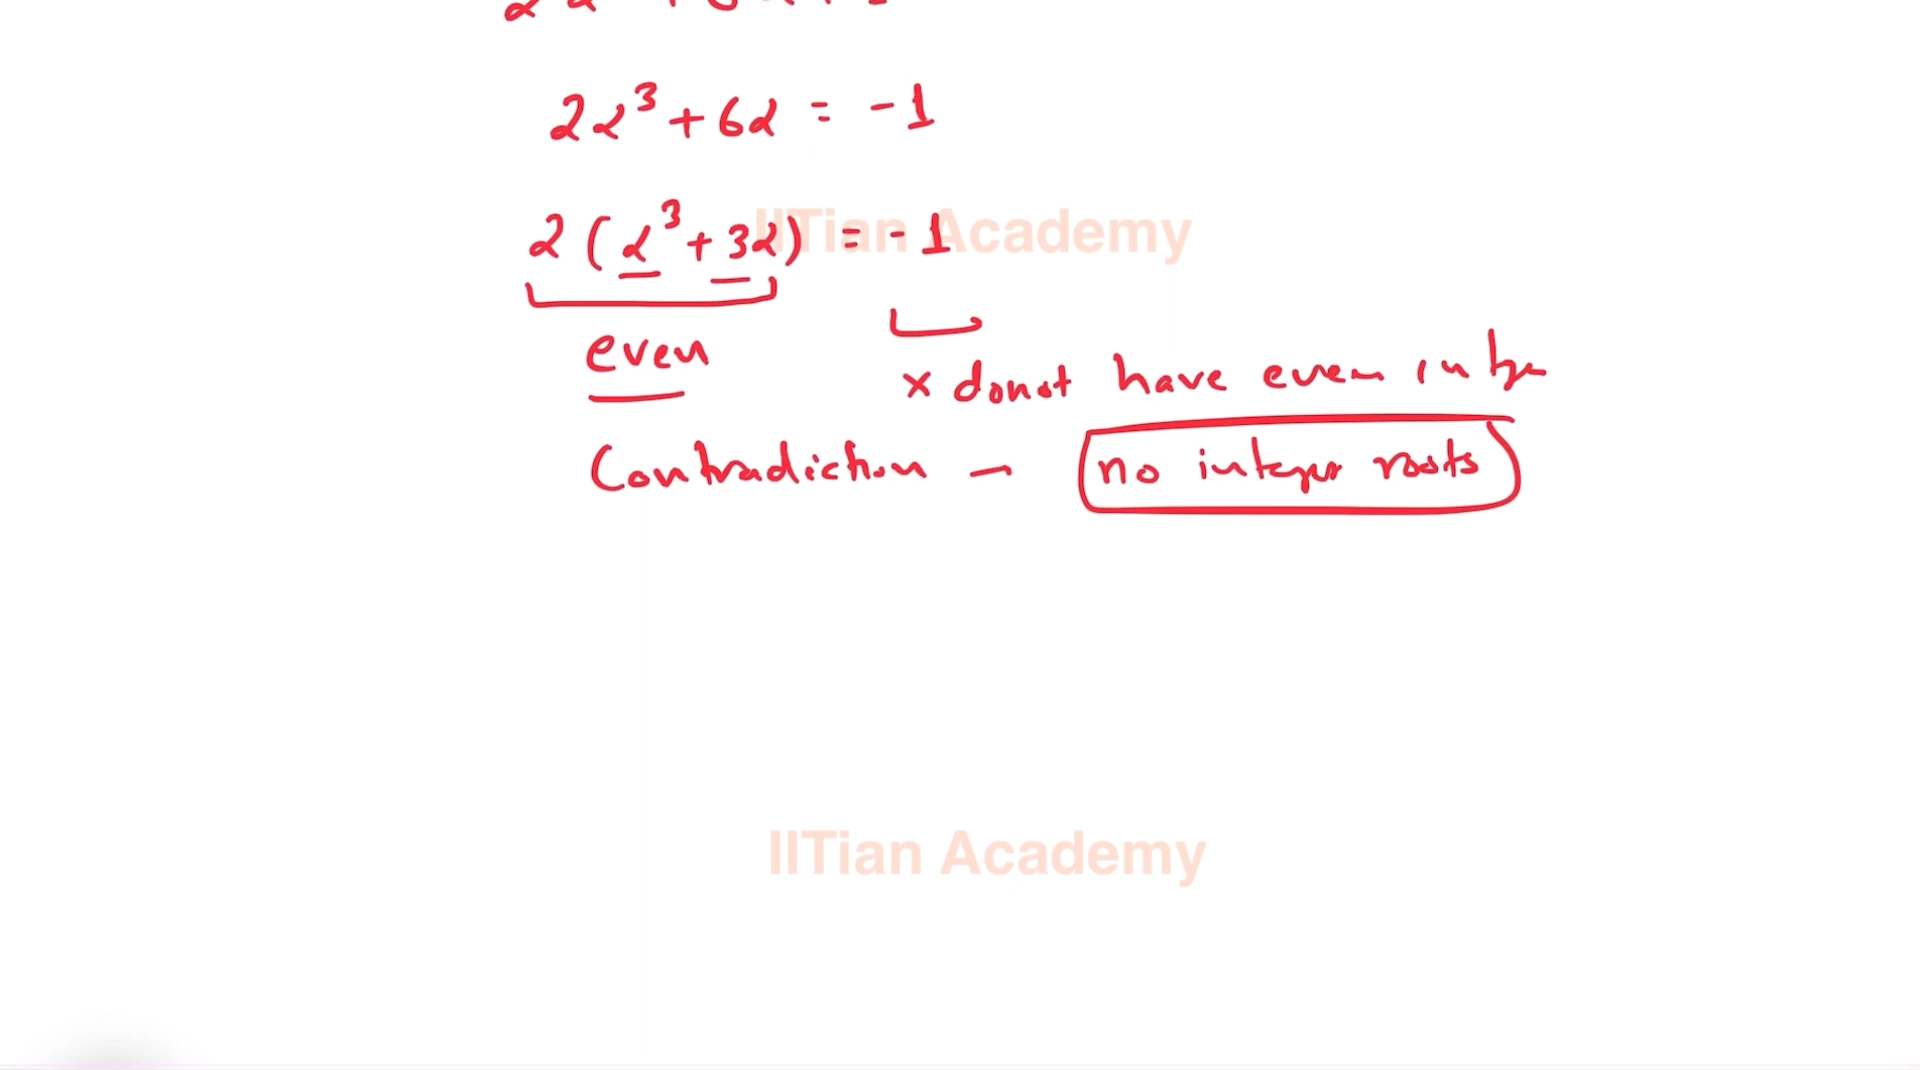 2α³ + 6α = -1
2(α³ + 3α) = -1
IITian Academy
even
× donot have even
Contradiction – no integer roots
IITian Academy